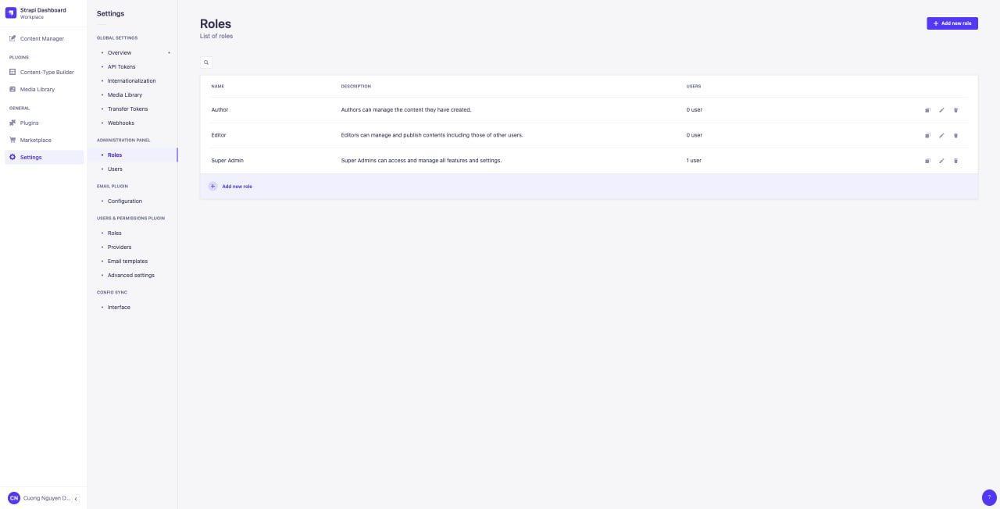 Strapi Dashboard
Workplace
Content Manager
PLUGINS
Content-Type Builder
Media Library
GENERAL
Plugins
Marketplace
Settings
CN
Cuong Nguyen D...
Settings
GLOBAL SETTINGS
Overview
API Tokens
Internationalization
Media Library
Transfer Tokens
Webhooks
ADMINISTRATION PANEL
Roles
Users
EMAIL PLUGIN
Configuration
USERS & PERMISSIONS PLUGIN
Roles
Providers
Email templates
Advanced settings
CONFIG SYNC
Interface
Roles
List of roles
Add new role
NAME DESCRIPTION USERS
Author Authors can manage the content they have created. 0 user
Editor Editors can manage and publish contents including those of other users. 0 user
Super Admin Super Admins can access and manage all features and settings. 1 user
Add new role
?